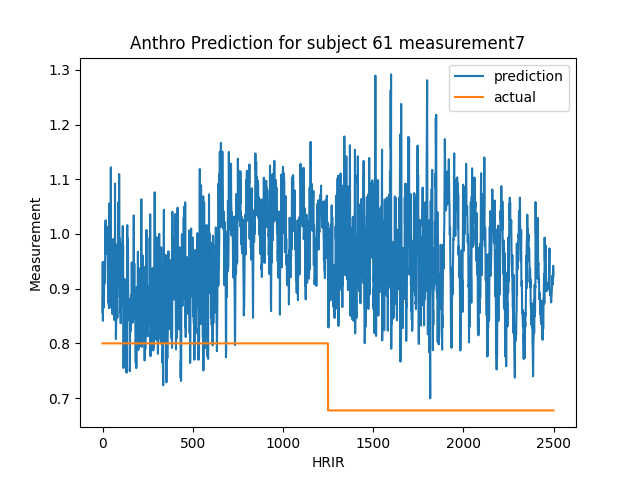 Anthro Prediction for subject 61 measurement7
prediction
actual
Measurement
1.3
1.2
1.1
1.0
0.9
0.8
0.7
0
500
1000
1500
2000
2500
HRIR